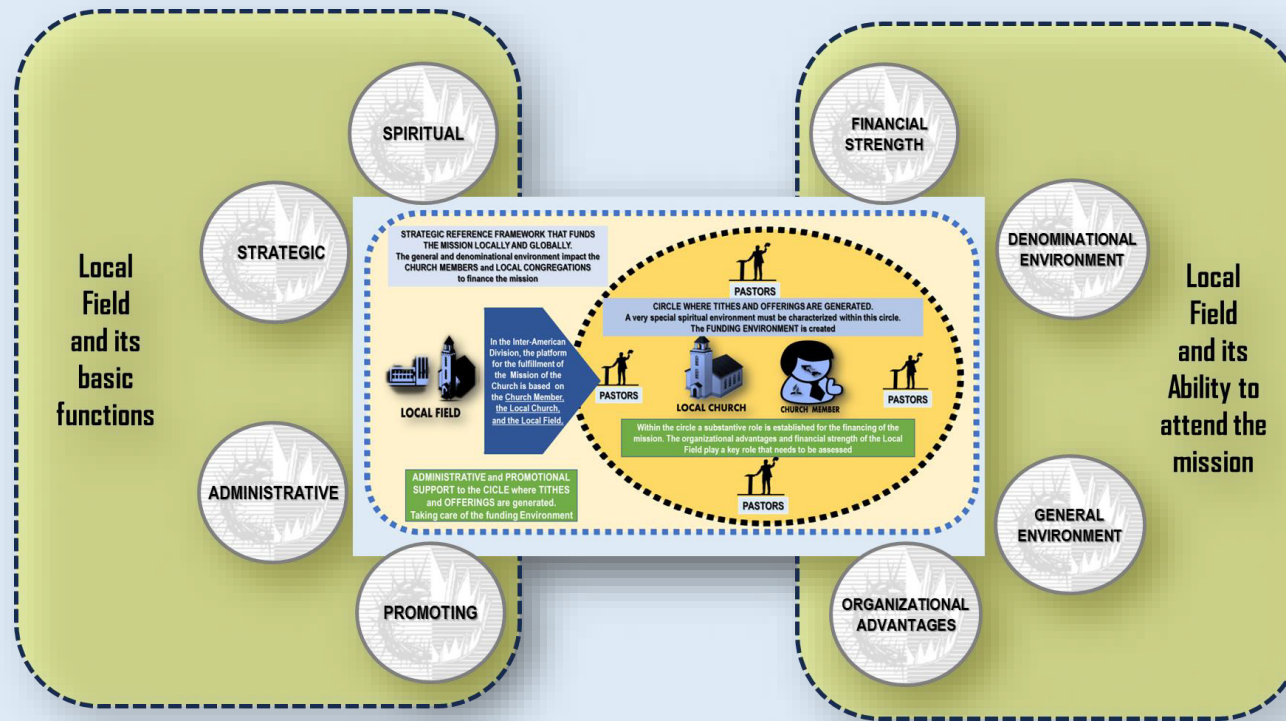 Local
Field
and its
basic
functions
SPIRITUAL
STRATEGIC
ADMINISTRATIVE
PROMOTING
STRATEGIC REFERENCE FRAMEWORK THAT FUNDS
THE MISSION LOCALLY AND GLOBALLY.
The general and denominational environment impact the
CHURCH MEMBERS and LOCAL CONGREGATIONS
to finance the mission
LOCAL FIELD
In the Inter-American
Division, the platform
for the fulfillment of
the Mission of the
Church is based on
the Church Member,
the Local Church,
and the Local Field.
ADMINISTRATIVE and PROMOTIONAL
SUPPORT to the CICLE where TITHES
and OFFERINGS are generated.
Taking care of the funding Environment
PASTORS
CIRCLE WHERE TITHES AND OFFERINGS ARE GENERATED.
A very special spiritual environment must be characterized within this circle.
The FUNDING ENVIRONMENT is created
PASTORS
LOCAL CHURCH
CHURCH MEMBER
PASTORS
Within the circle a substantive role is established for the financing of the
mission. The organizational advantages and financial strength of the Local
Field play a key role that needs to be assessed
PASTORS
FINANCIAL
STRENGTH
DENOMINATIONAL
ENVIRONMENT
GENERAL
ENVIRONMENT
ORGANIZATIONAL
ADVANTAGES
Local
Field
and its
Ability to
attend the
mission